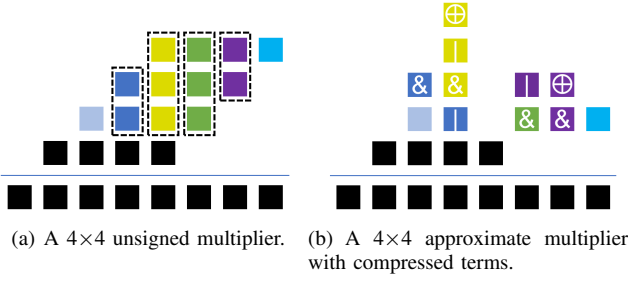 ⊕
|
& & | ⊕
| & &
(a) A 4×4 unsigned multiplier.
(b) A 4×4 approximate multiplier
with compressed terms.